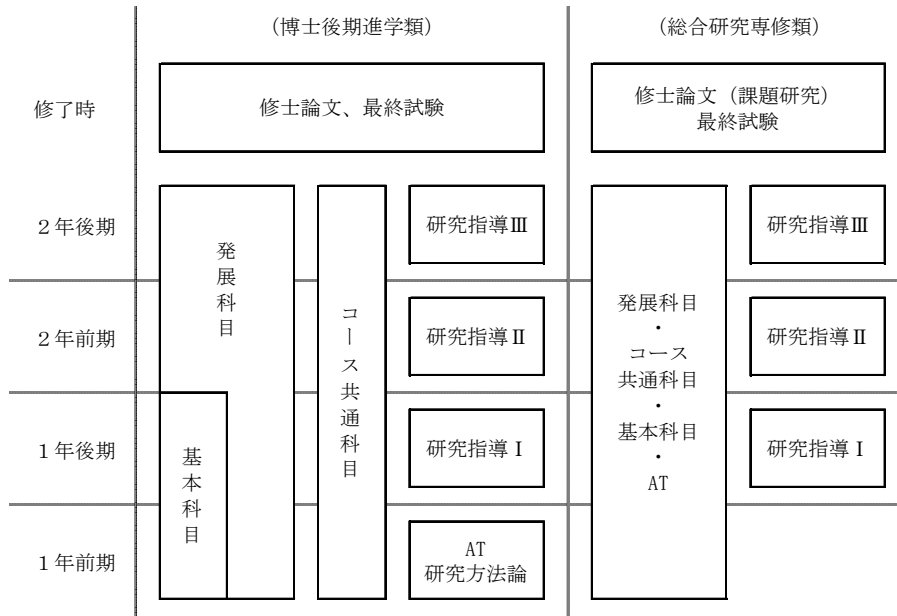 (博士後期進学類)
(総合研究専修類)
修了時
修士論文、最終試験
修士論文（課題研究）
最終試験
２年後期
発展科目
コース共通科目
研究指導Ⅲ
発展科目
・
コース
共通科目
・
基本科目
・
AT
研究指導Ⅲ
２年前期
研究指導Ⅱ
研究指導Ⅱ
１年後期
基本科目
研究指導Ⅰ
研究指導Ⅰ
１年前期
AT
研究方法論